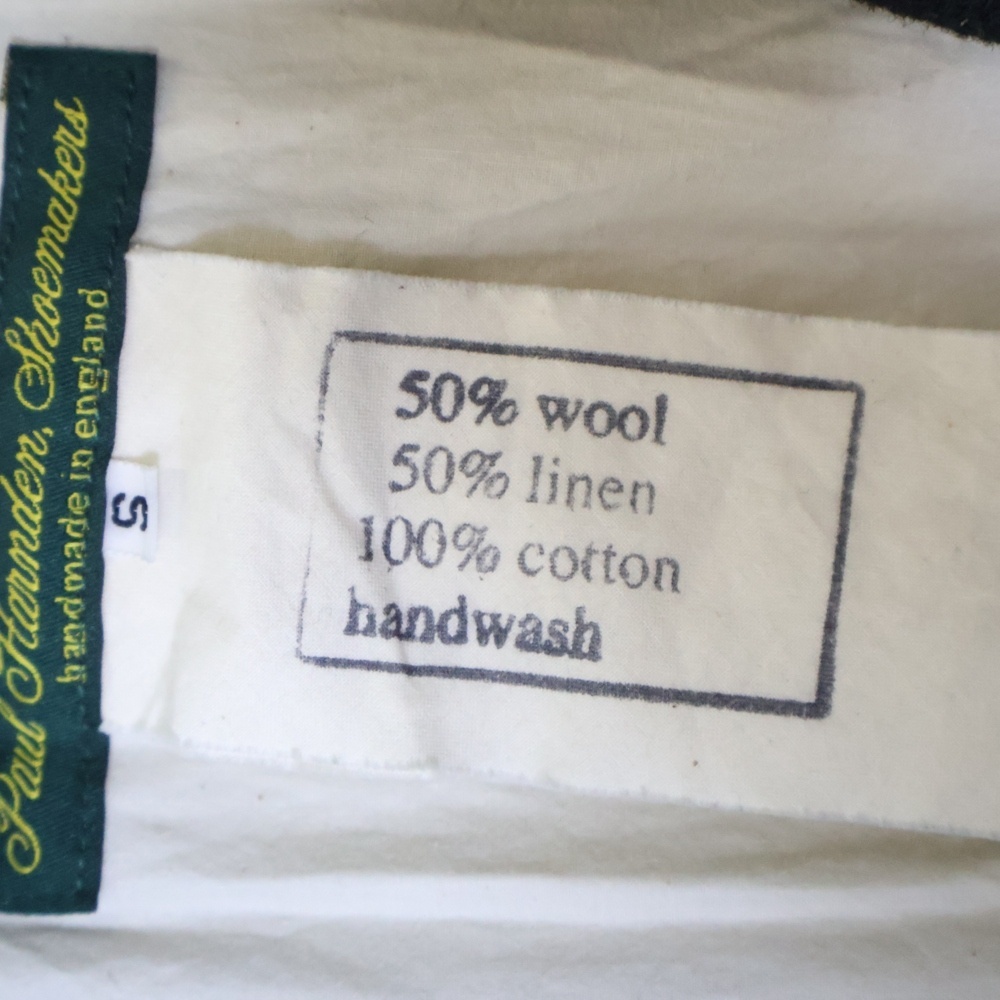 Paul Harnden, Shoemakers
handmade in england
S
50% wool
50% linen
100% cotton
handwash